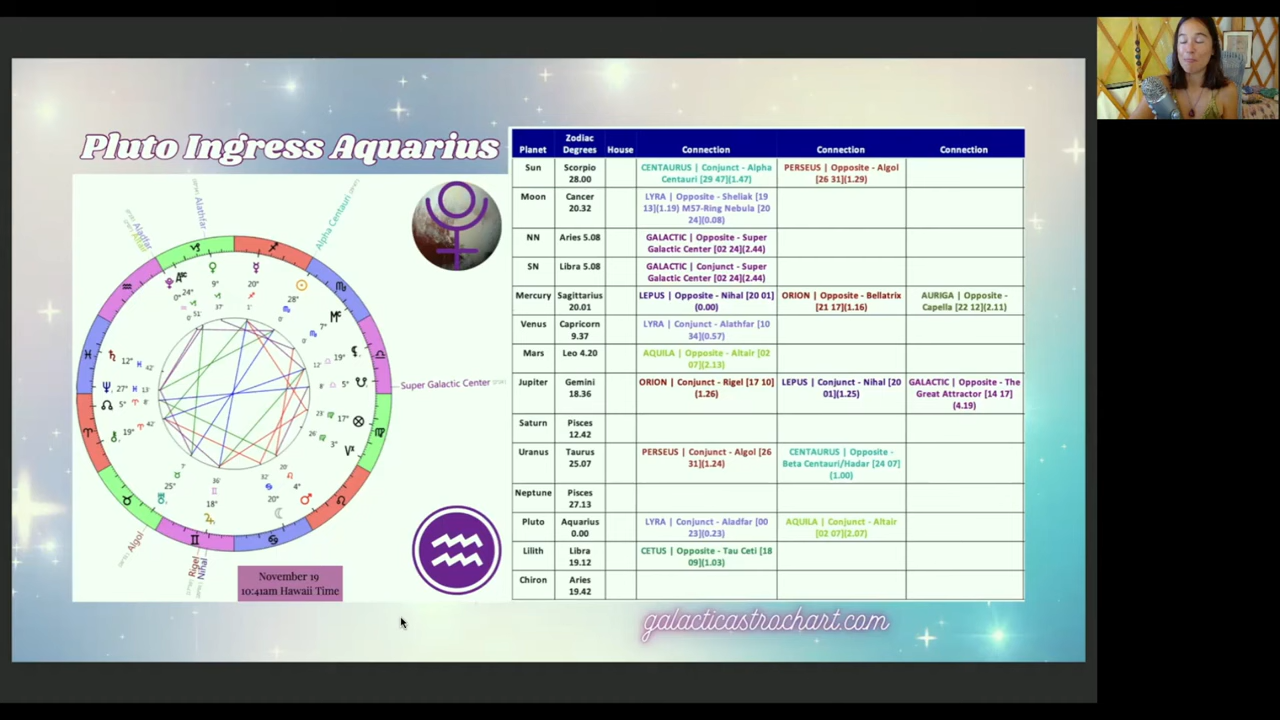 Pluto Ingress Aquarius
Alathfar
Aladfar
Altair
Alpha Centauri
Super Galactic Center
Algol
Rigel
Nihal
November 19
10:41am Hawaii Time
Planet
Zodiac
Degrees
House
Connection
Connection
Connection
Sun
Scorpio
28.00
CENTAURUS | Conjunct - Alpha
Centauri [29 47](1.47)
PERSEUS | Opposite - Algol
[26 31](1.29)
Moon
Cancer
20.32
LYRA | Opposite - Sheliak [19
13](1.19) M57-Ring Nebula [20
24](0.08)
NN
Aries 5.08
GALACTIC | Opposite - Super
Galactic Center [02 24](2.44)
SN
Libra 5.08
GALACTIC | Conjunct - Super
Galactic Center [02 24](2.44)
Mercury
Sagittarius
20.01
LEPUS | Opposite - Nihal [20 01]
(0.00)
ORION | Opposite - Bellatrix
[21 17](1.16)
AURIGA | Opposite -
Capella [22 12](2.11)
Venus
Capricorn
9.37
LYRA | Conjunct - Alathfar [10
34](0.57)
Mars
Leo 4.20
AQUILA | Opposite - Altair [02
07](2.13)
Jupiter
Gemini
18.36
ORION | Conjunct - Rigel [17 10]
(1.26)
LEPUS | Conjunct - Nihal [20
01](1.25)
GALACTIC | Opposite - The
Great Attractor [14 17]
(4.19)
Saturn
Pisces
12.42
Uranus
Taurus
25.07
PERSEUS | Conjunct - Algol [26
31](1.24)
CENTAURUS | Opposite -
Beta Centauri/Hadar [24 07]
(1.00)
Neptune
Pisces
27.13
Pluto
Aquarius
0.00
LYRA | Conjunct - Aladfar [00
23](0.23)
AQUILA | Conjunct - Altair
[02 07](2.07)
Lilith
Libra
19.12
CETUS | Opposite - Tau Ceti [18
09](1.03)
Chiron
Aries
19.42
galacticastrochart.com